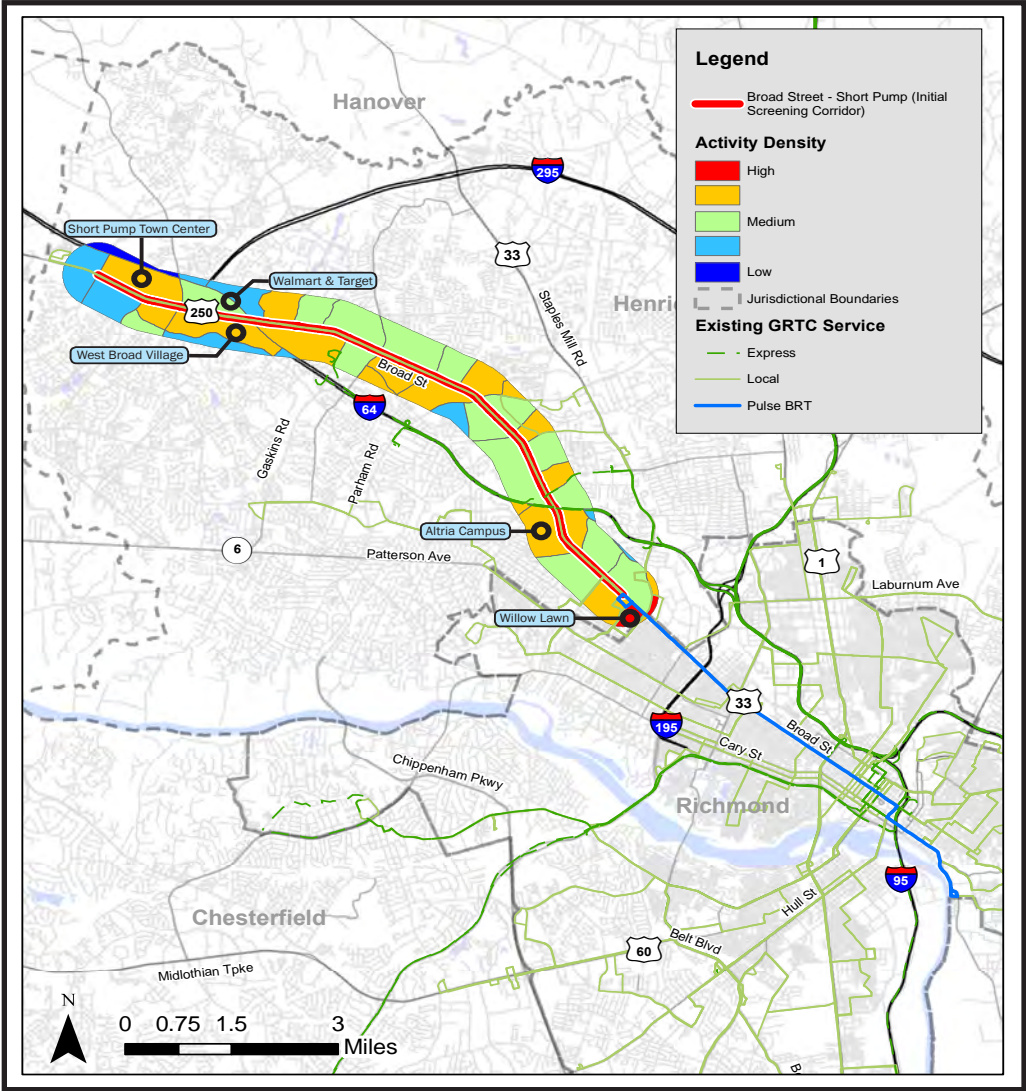 Legend
Broad Street - Short Pump (Initial
Screening Corridor)
Activity Density
High
Medium
Low
Jurisdictional Boundaries
Existing GRTC Service
Express
Local
Pulse BRT
Hanover
295
33
Staples Mill Rd
Short Pump Town Center
Walmart & Target
250
West Broad Village
Broad St
64
Gaskins Rd
Parham Rd
Altria Campus
6
Patterson Ave
1
Laburnum Ave
Willow Lawn
33
195
Broad St
Cary St
Chippenham Pkwy
Richmond
95
Hull St
Chesterfield
Belt Blvd
60
Midlothian Tpke
N
0 0.75 1.5 3
Miles